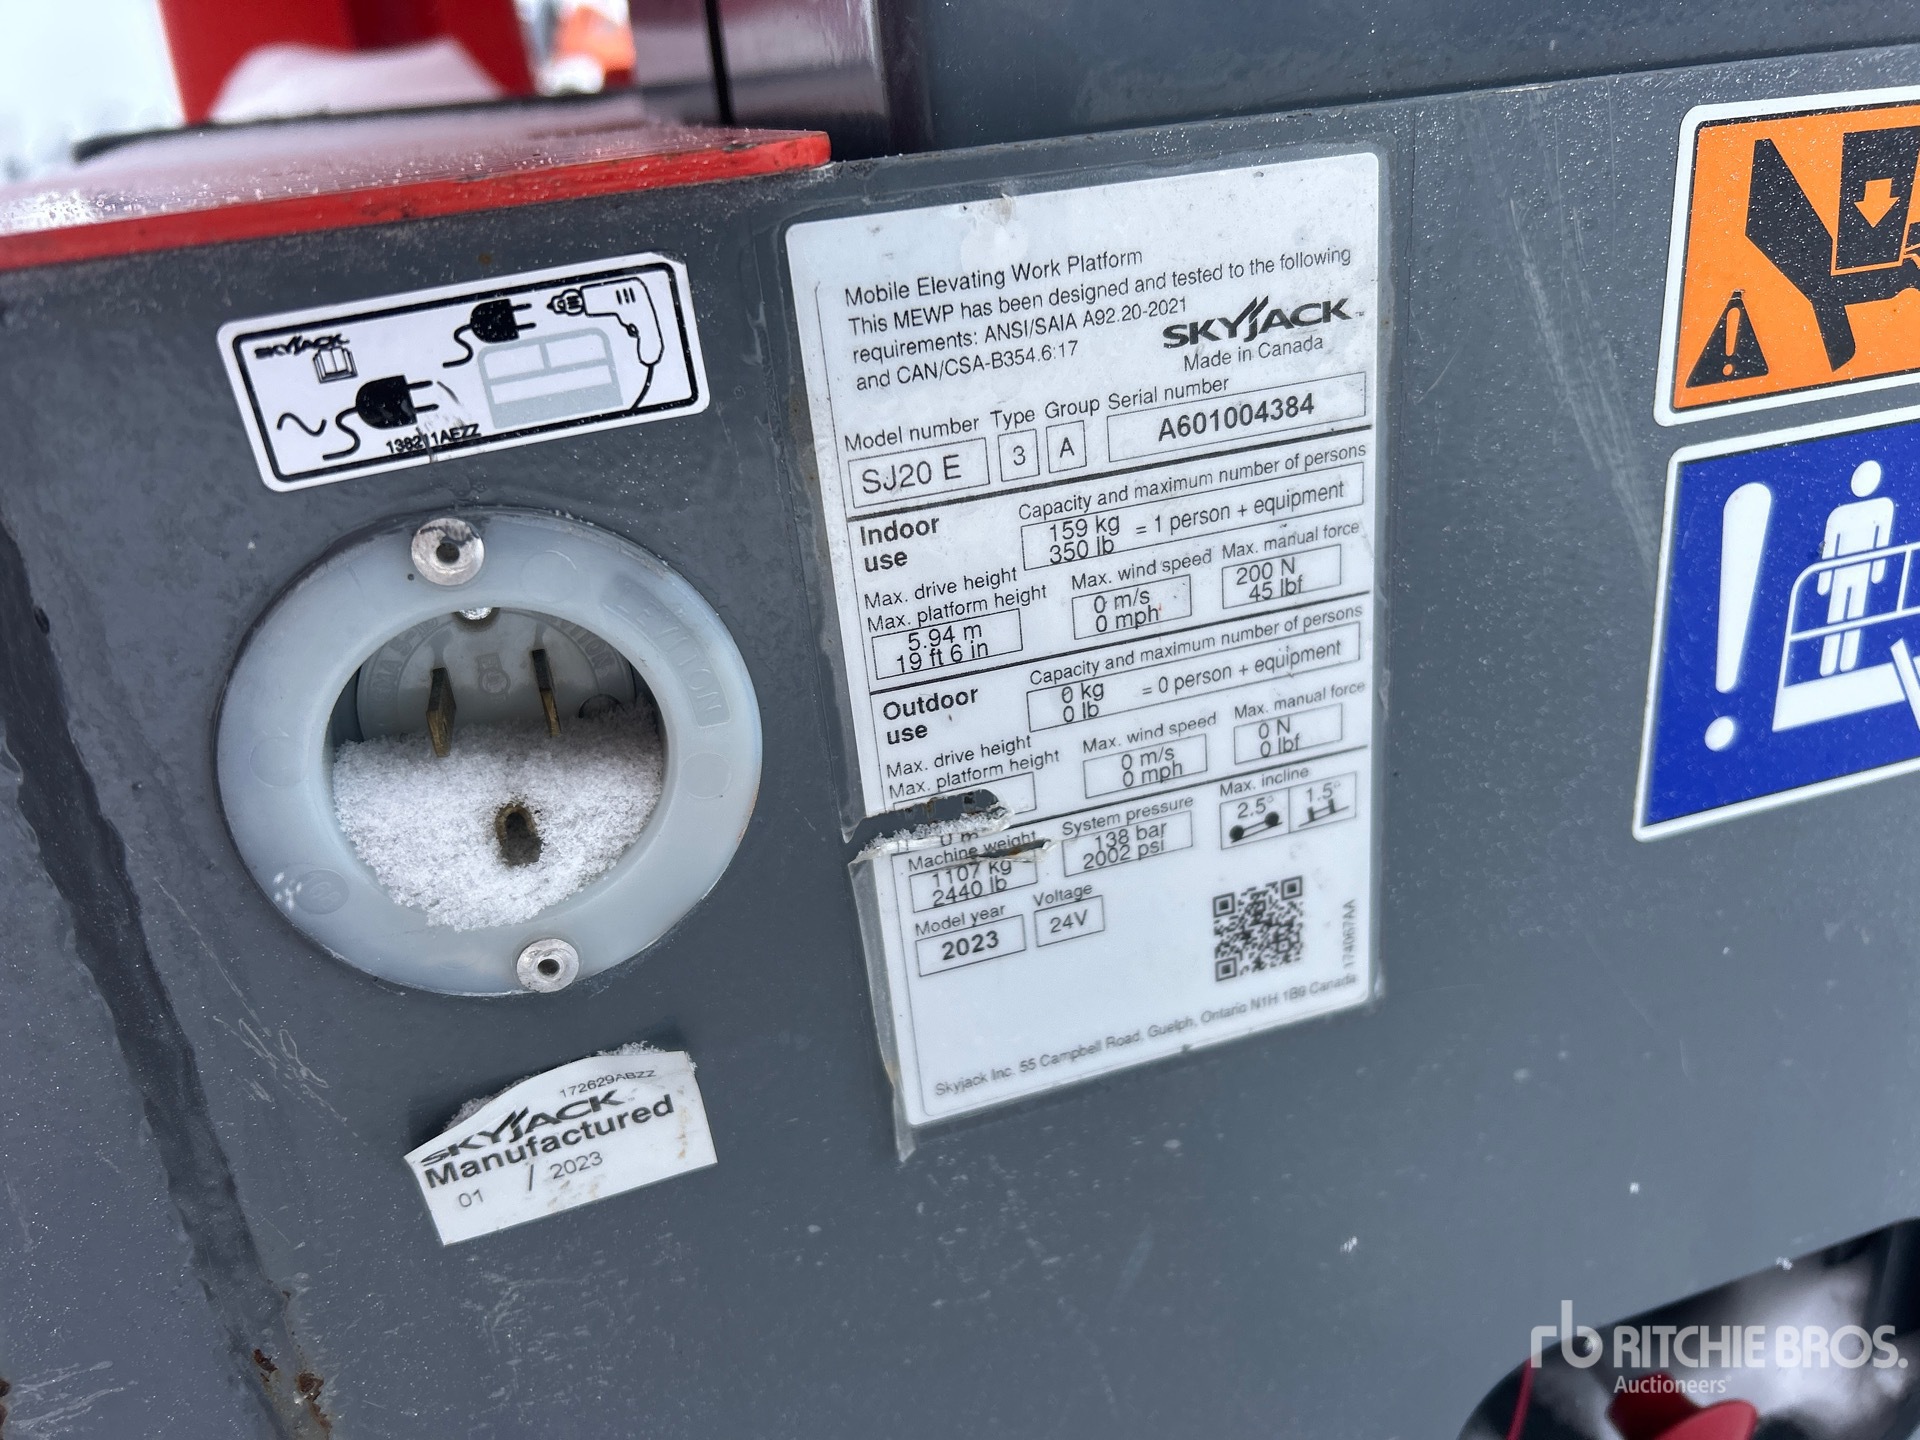 SKYJACK
138211AEZZ
Mobile Elevating Work Platform
This MEWP has been designed and tested to the following
requirements: ANSI/SAIA A92.20-2021
and CAN/CSA-B354.6:17
SKYJACK
Made in Canada
Model number Type Group Serial number
SJ20 E 3 A A601004384
Indoor use
Capacity and maximum number of persons
159 kg
350 lb = 1 person + equipment
Max. drive height
Max. platform height
5.94 m
19 ft 6 in
Max. wind speed
0 m/s
0 mph
Max. manual force
200 N
45 lbf
Outdoor use
Capacity and maximum number of persons
0 kg
0 lb = 0 person + equipment
Max. drive height
Max. platform height
0 m
Max. wind speed
0 m/s
0 mph
Max. manual force
0 N
0 lbf
Machine weight
1107 kg
2440 lb
System pressure
138 bar
2002 psi
Max. incline
2.5° 1.5°
Model year
2023
Voltage
24V
174067AA
Skyjack Inc. 55 Campbell Road, Guelph, Ontario N1H 1B9 Canada
172629ABZZ
SKYJACK
Manufactured
01 / 2023
rb RITCHIE BROS.
Auctioneers